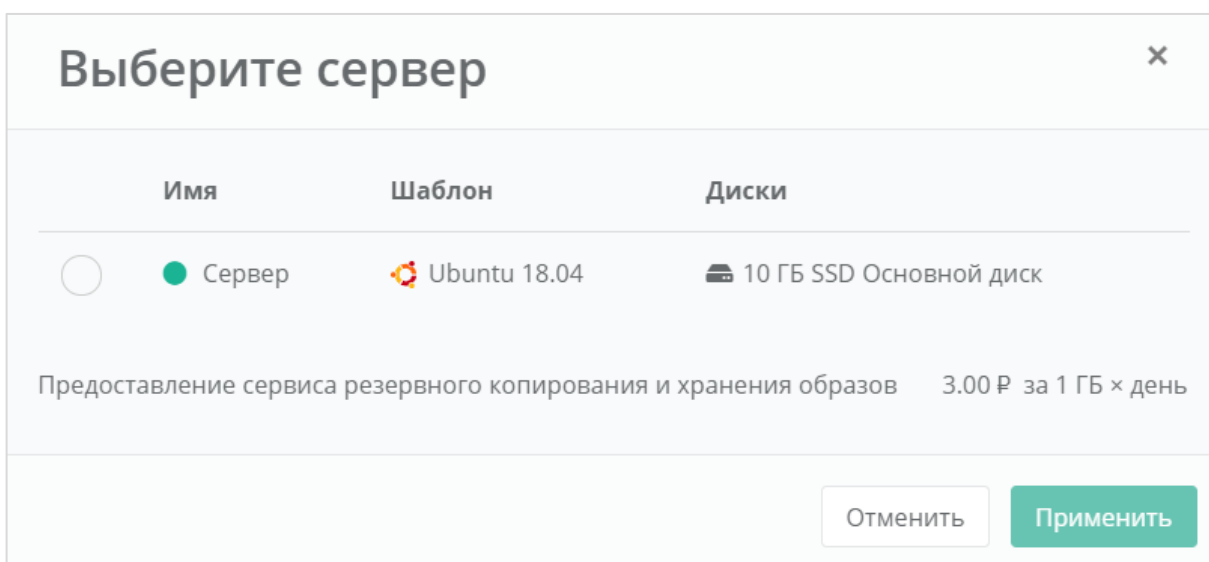 Выберите сервер ×
Имя Шаблон Диски
Сервер Ubuntu 18.04 10 ГБ SSD Основной диск
Предоставление сервиса резервного копирования и хранения образов 3.00 ₽ за 1 ГБ × день
Отменить Применить